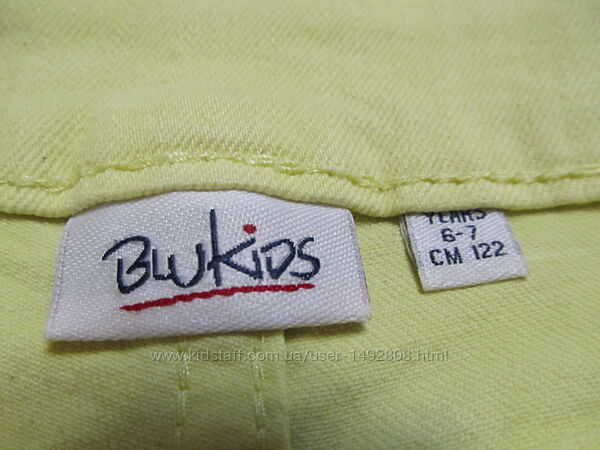 BLUKiDS
YEARS
6-7
CM 122
www.kidstaff.com.ua/user-1492808.html